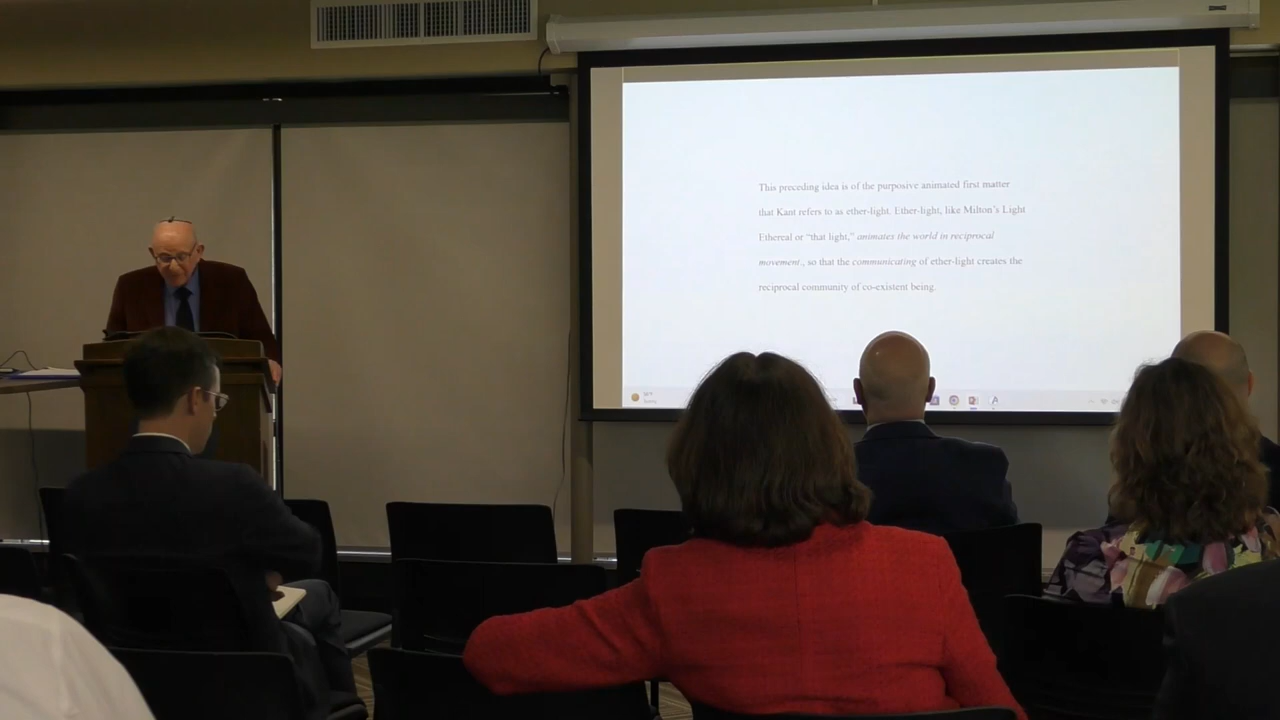 This preceding idea is of the purposive animated first matter
that Kant refers to as ether-light. Ether-light, like Milton's Light
Ethereal or "that light," animates the world in reciprocal
movement., so that the communicating of ether-light creates the
reciprocal community of co-existent being.